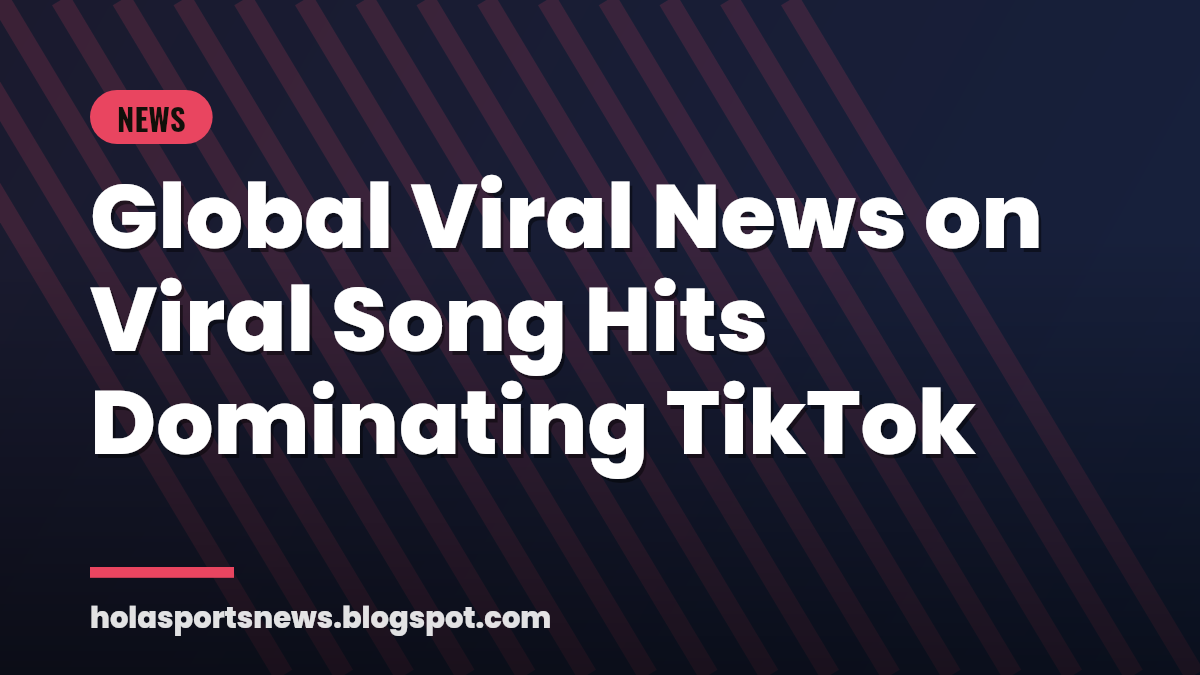 NEWS
Global Viral News on
Viral Song Hits
Dominating TikTok
holasportsnews.blogspot.com